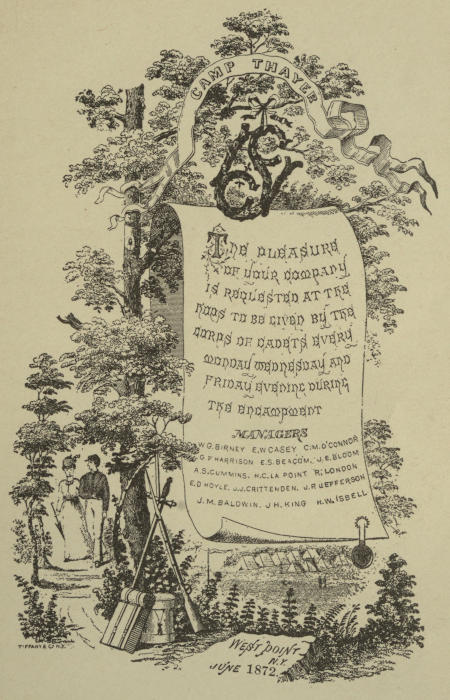 CAMP THAYER
The pleasure
of your company
is requested at the
hops to be given by the
Corps of Cadets every
Monday Wednesday and
Friday evening during
the encampment
MANAGERS
W.G. BIRNEY E.W CASEY C.M. O'CONNOR
G.F HARRISON E.S. BEACOM, J.E. BLOOM
A.S. CUMMINS. H.C. LA POINT R. LONDON
E.D HOYLE. J.J. CRITTENDEN. J.P. JEFFERSON
J.M. BALDWIN. J H. KING H.W. ISBELL
WEST POINT
N.Y.
JUNE 1872.
TIFFANY & CO N.Y.